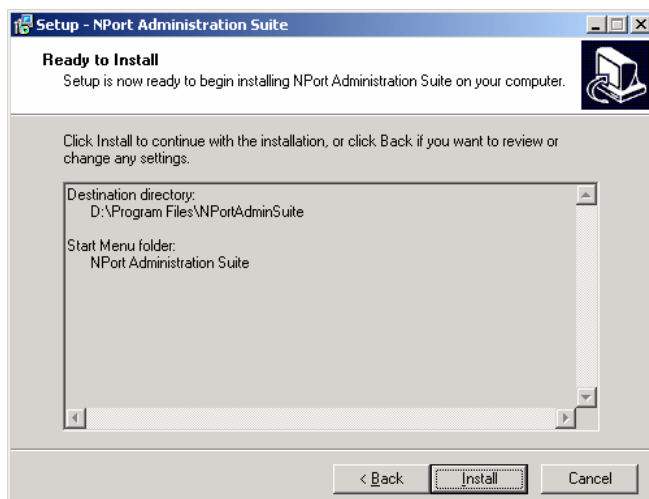 Setup - NPort Administration Suite
Ready to Install
Setup is now ready to begin installing NPort Administration Suite on your computer.
Click Install to continue with the installation, or click Back if you want to review or
change any settings.
Destination directory:
D:\Program Files\NPortAdminSuite
Start Menu folder:
NPort Administration Suite
< Back
Install
Cancel